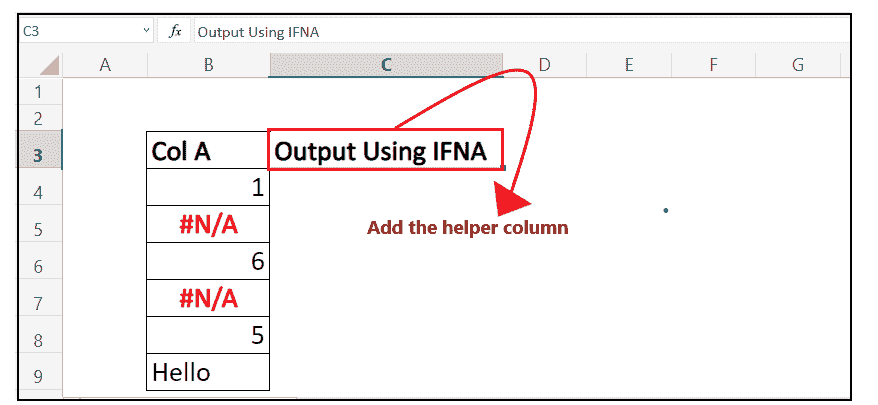 C3 fx Output Using IFNA
A B C D E F G
1
2
3 Col A Output Using IFNA
4 1
5 #N/A Add the helper column
6 6
7 #N/A
8 5
9 Hello